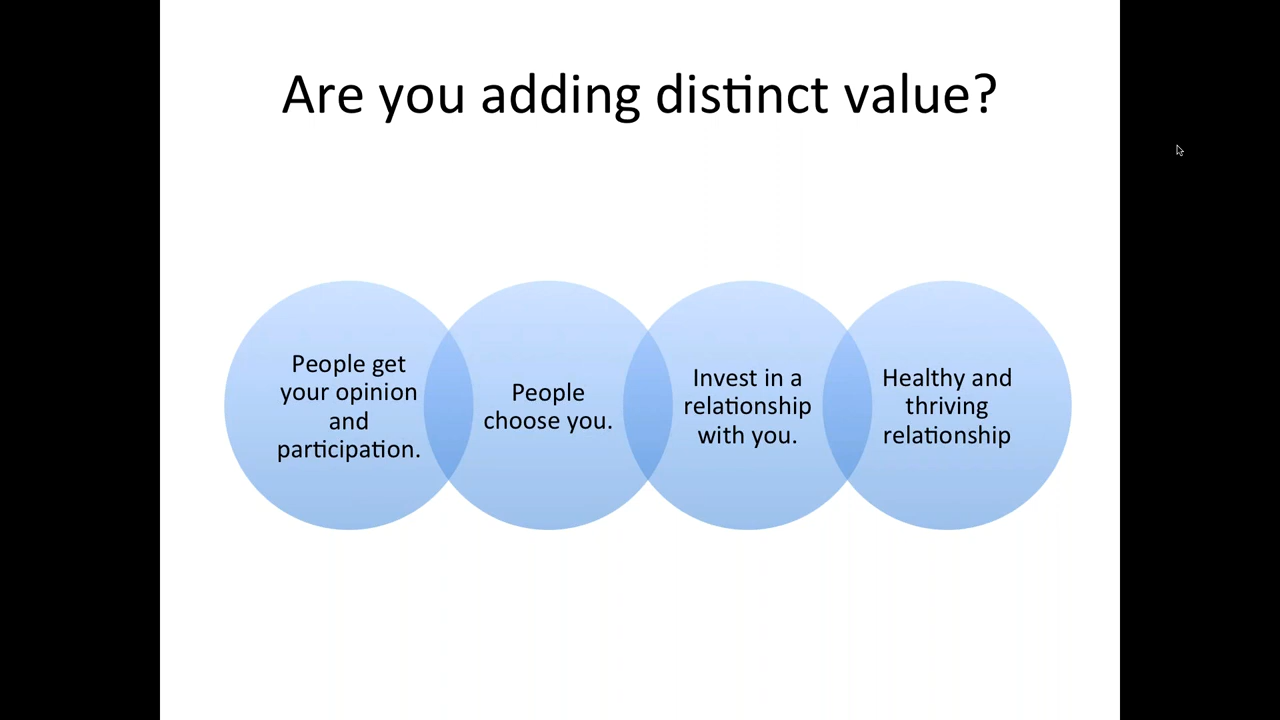 Are you adding distinct value?
People get
your opinion
and
participation.
People
choose you.
Invest in a
relationship
with you.
Healthy and
thriving
relationship